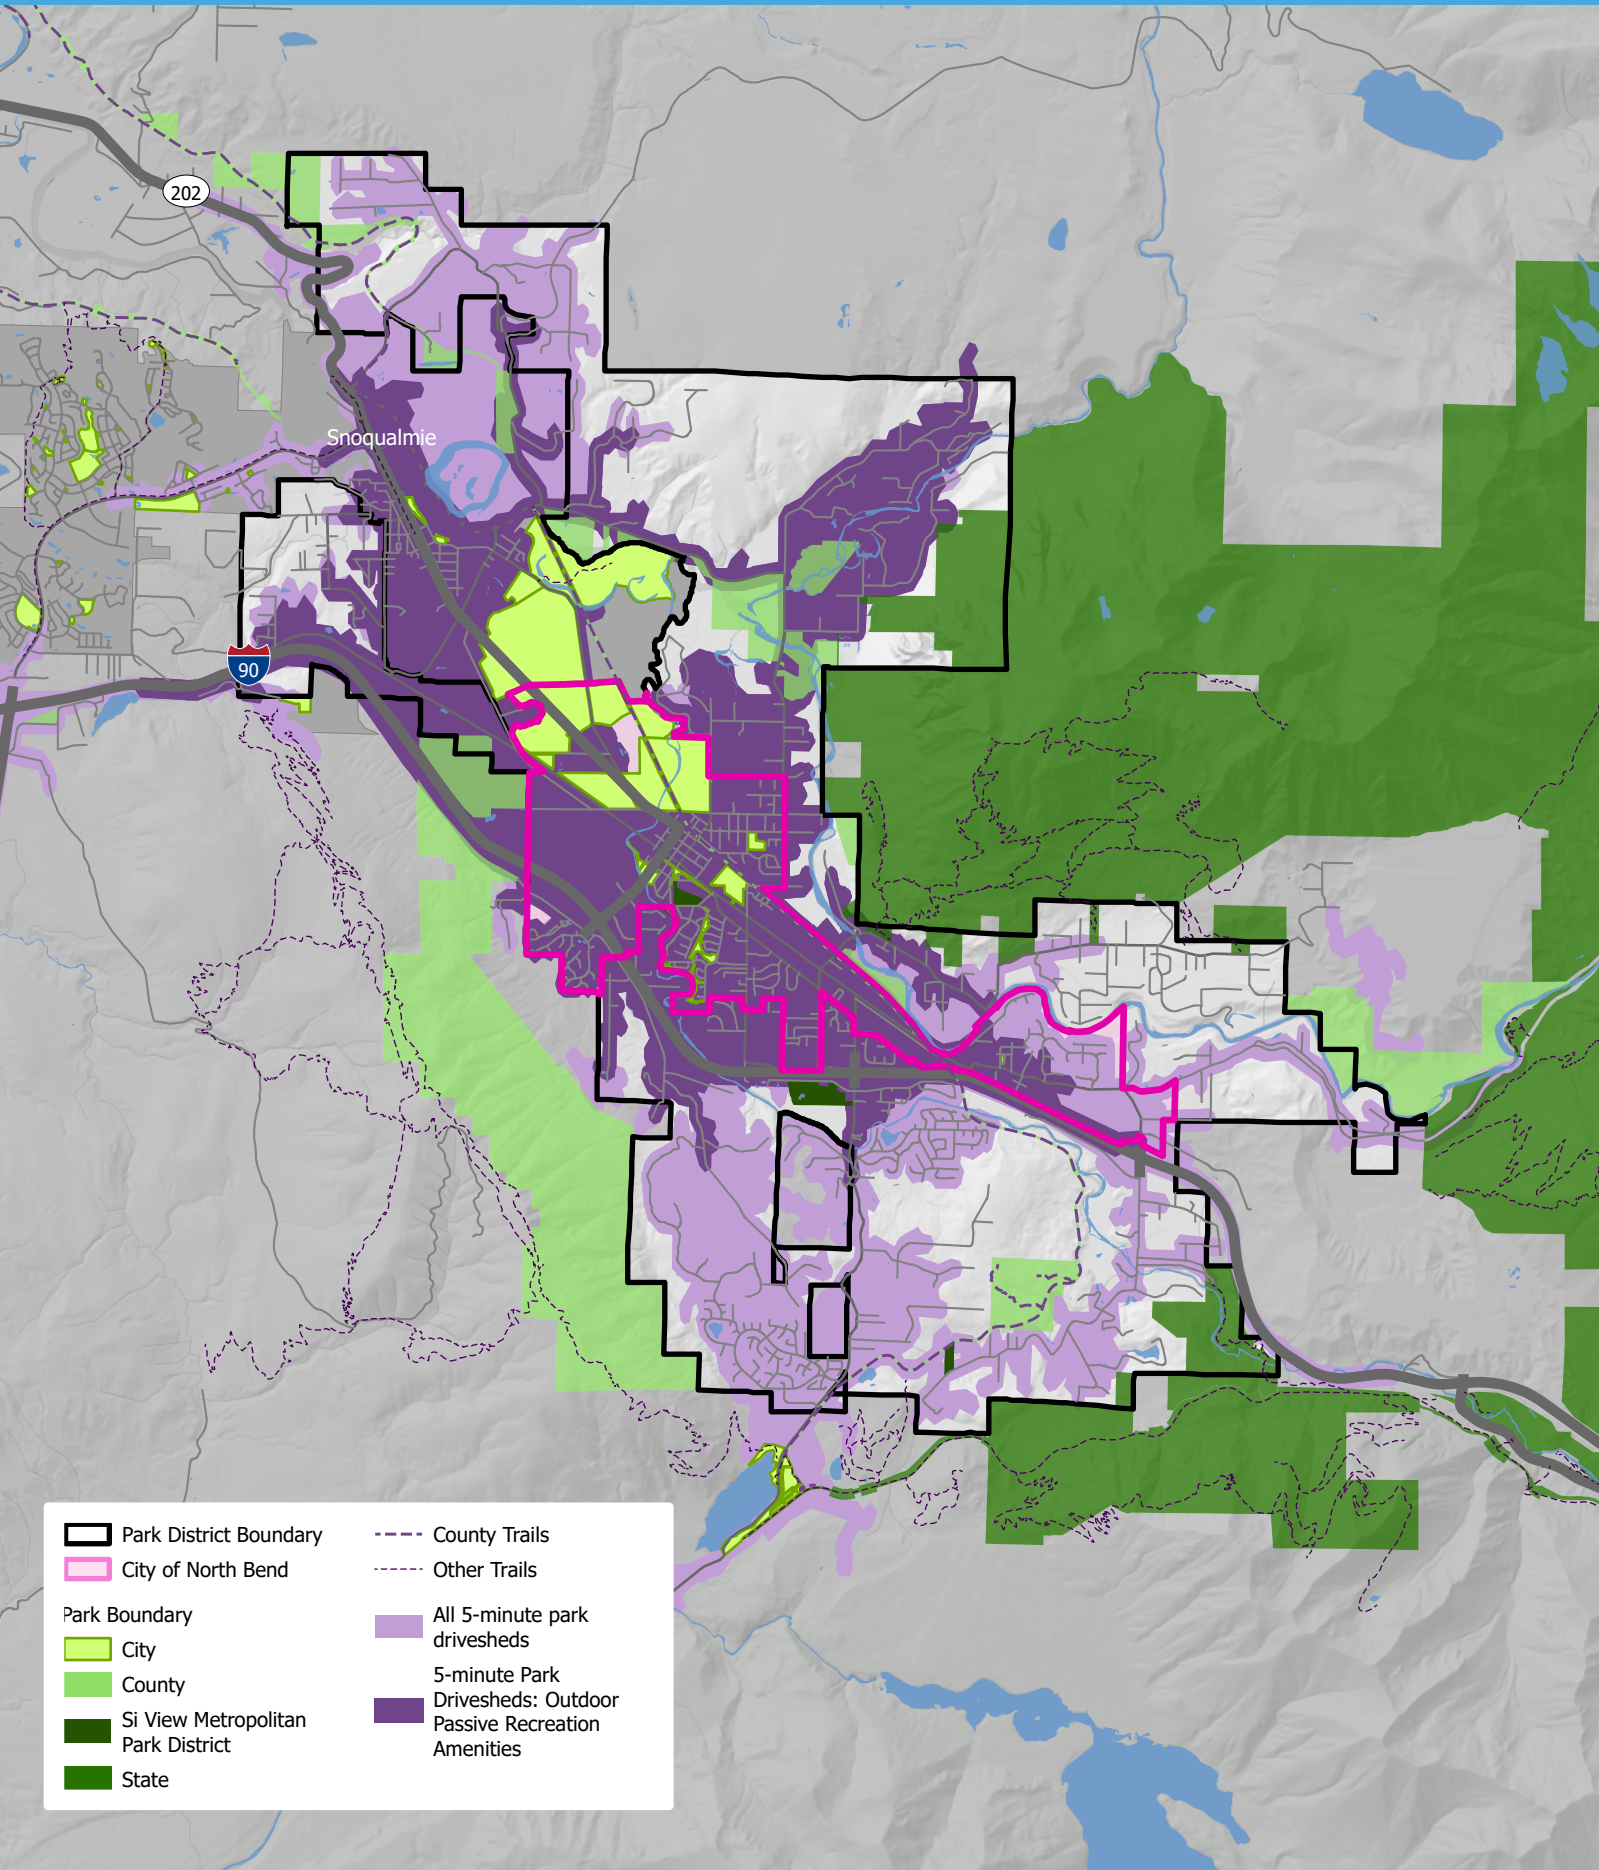 202
Snoqualmie
90
Park District Boundary
City of North Bend
Park Boundary
City
County
Si View Metropolitan
Park District
State
County Trails
Other Trails
All 5-minute park
drivesheds
5-minute Park
Drivesheds: Outdoor
Passive Recreation
Amenities